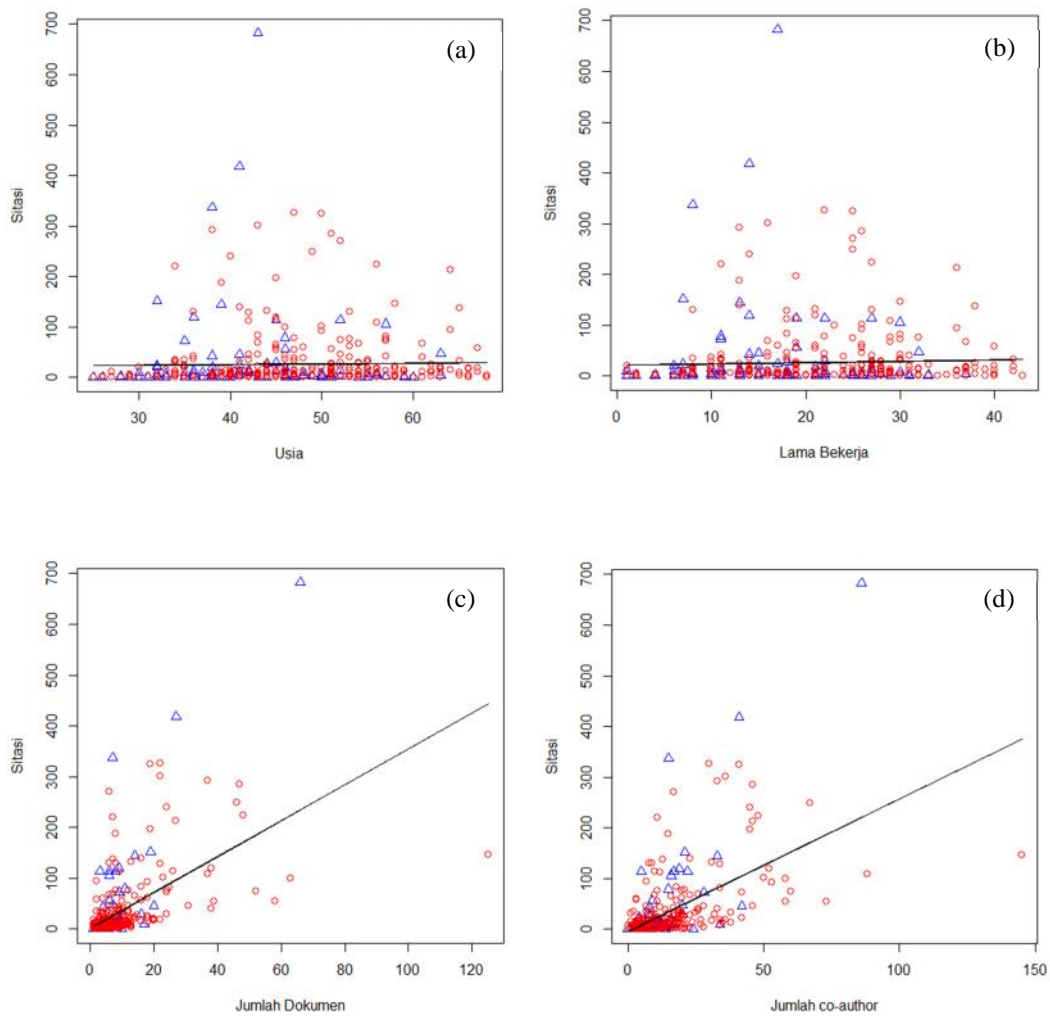 (a)
700
600
500
400
300
200
100
0
Sitasi
30 40 50 60
Usia
(b)
700
600
500
400
300
200
100
0
Sitasi
0 10 20 30 40
Lama Bekerja
(c)
700
600
500
400
300
200
100
0
Sitasi
0 20 40 60 80 100 120
Jumlah Dokumen
(d)
700
600
500
400
300
200
100
0
Sitasi
0 50 100 150
Jumlah co-author